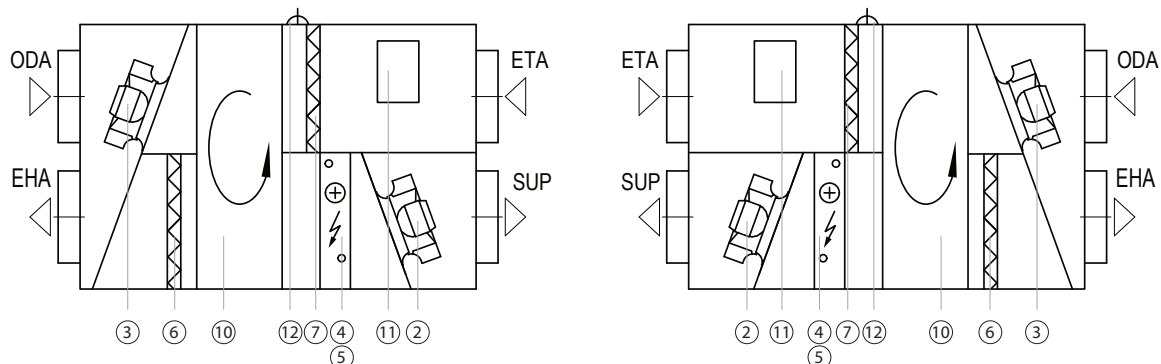 ODA ETA ETA ODA
EHA SUP SUP EHA
3 6 10 12 7 4 11 2 2 11 4 7 12 10 6 3
5 5